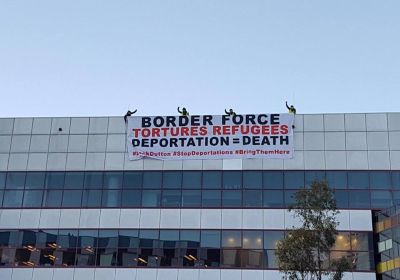 BORDER FORCE
TORTURES REFUGEES
DEPORTATION = DEATH
#StopDeportations #BringThemHere